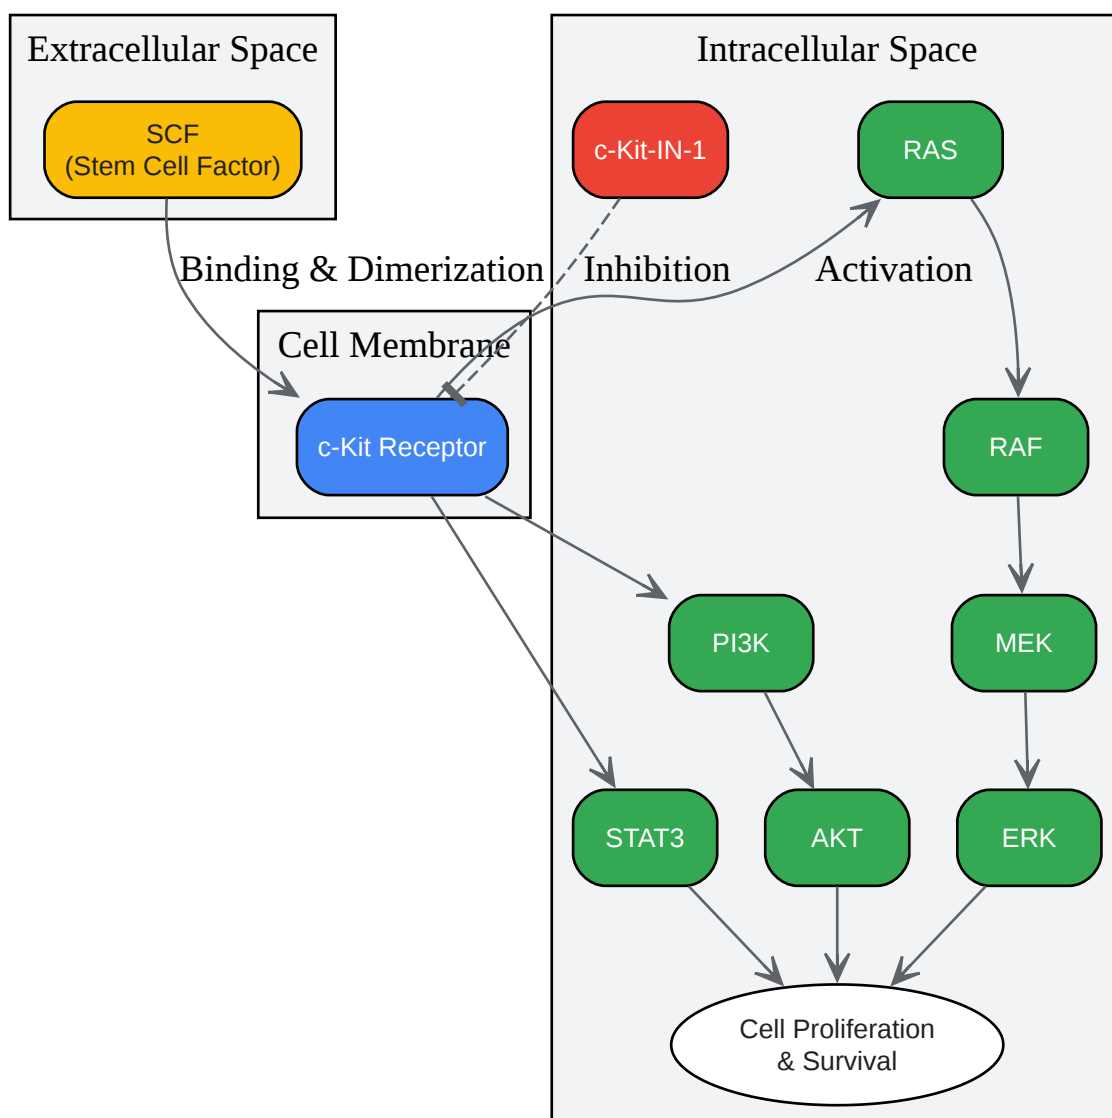 Extracellular Space
Intracellular Space
SCF
(Stem Cell Factor)
c-Kit-IN-1
RAS
Binding & Dimerization
Inhibition
Activation
Cell Membrane
c-Kit Receptor
RAF
PI3K
MEK
STAT3
AKT
ERK
Cell Proliferation
& Survival